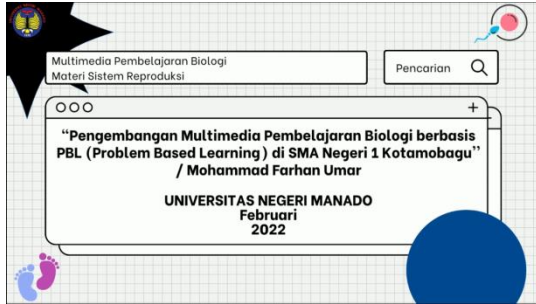 Multimedia Pembelajaran Biologi
Materi Sistem Reproduksi
Pencarian
“Pengembangan Multimedia Pembelajaran Biologi berbasis
PBL (Problem Based Learning) di SMA Negeri 1 Kotamobagu”
/ Mohammad Farhan Umar
UNIVERSITAS NEGERI MANADO
Februari
2022